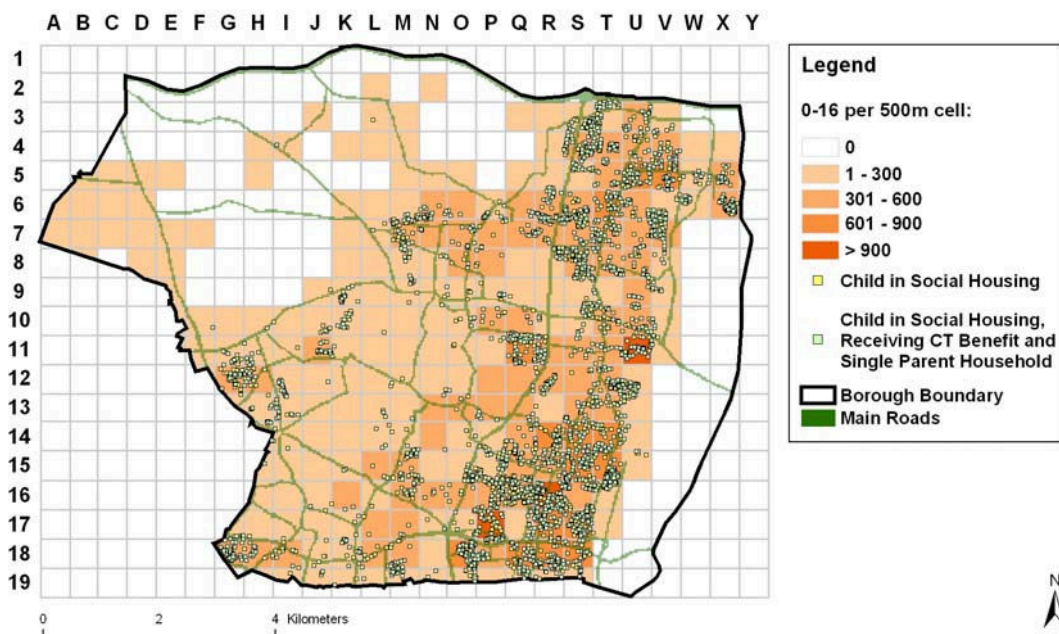 A B C D E F G H I J K L M N O P Q R S T U V W X Y
1
2
3
4
5
6
7
8
9
10
11
12
13
14
15
16
17
18
19
0 2 4 Kilometers
Legend
0-16 per 500m cell:
0
1 - 300
301 - 600
601 - 900
> 900
Child in Social Housing
Child in Social Housing,
Receiving CT Benefit and
Single Parent Household
Borough Boundary
Main Roads
N